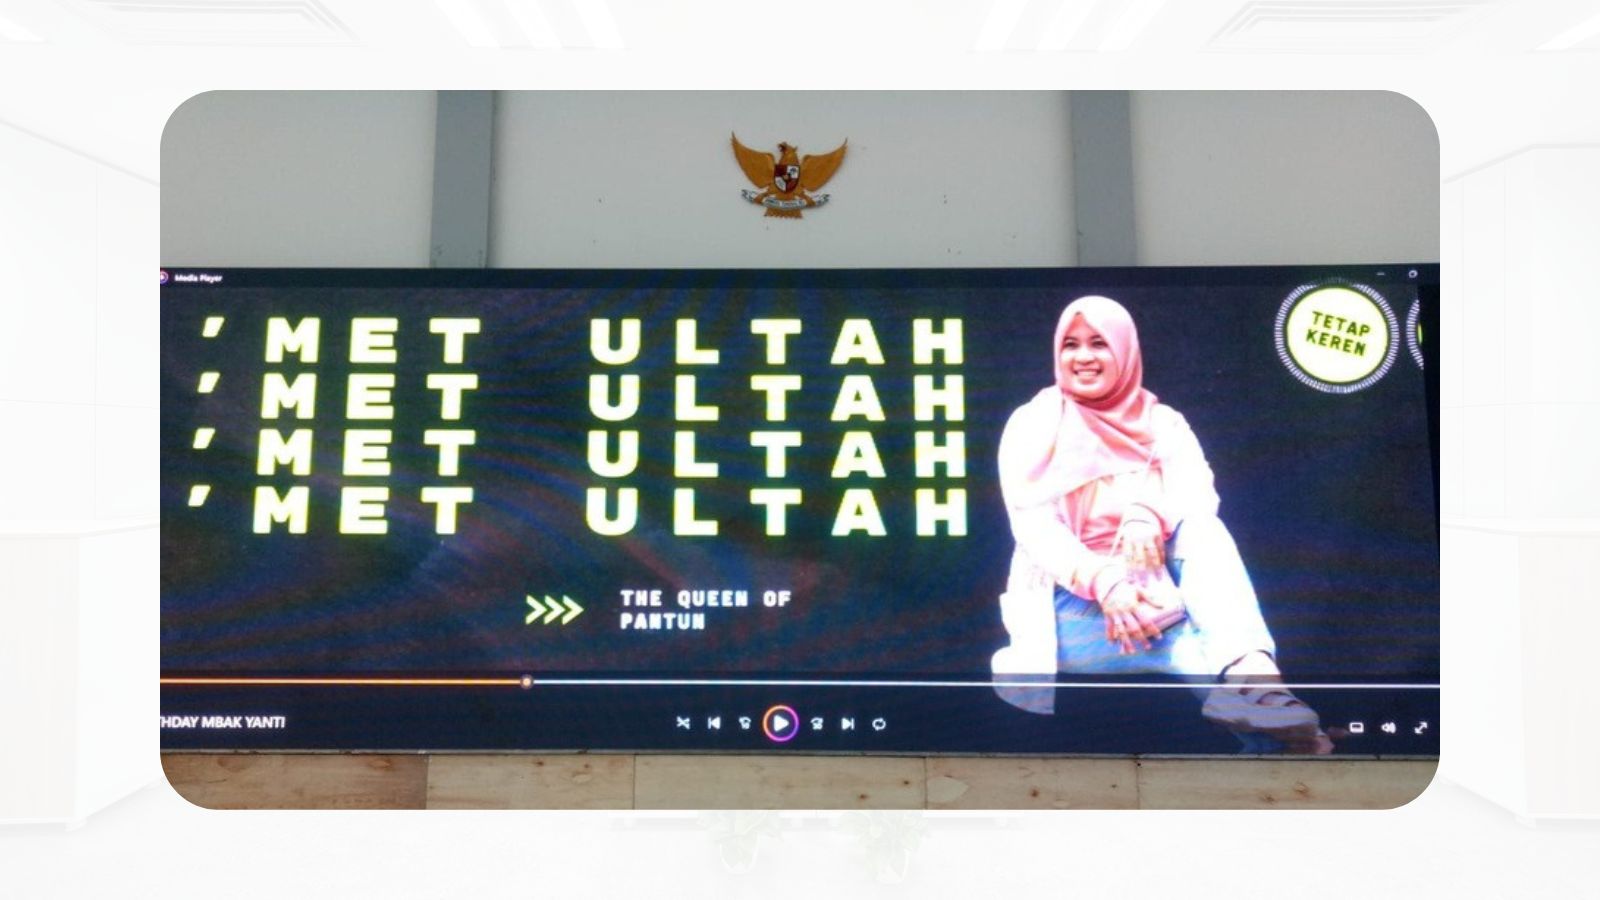 Media Player
'MET ULTAH
'MET ULTAH
'MET ULTAH
'MET ULTAH
TETAP
KEREN
>>> THE QUEEN OF
PANTUN
THDAY MBAK YANTI